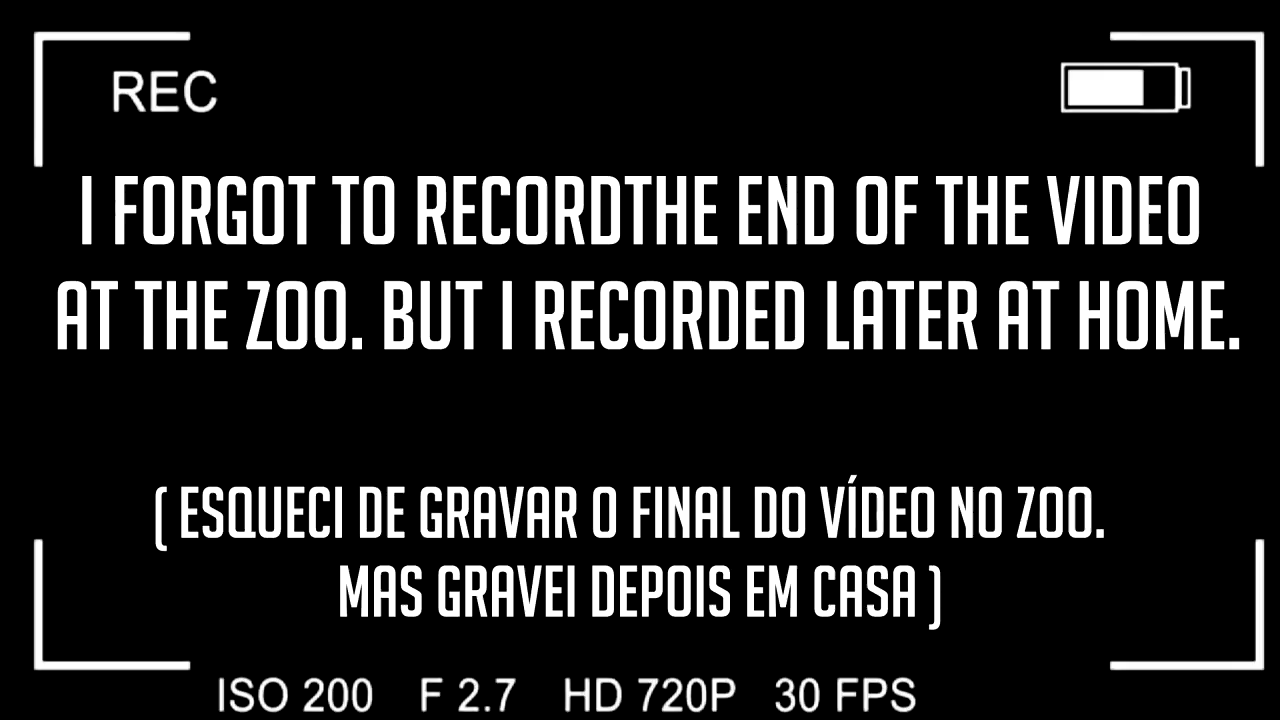 REC
I FORGOT TO RECORDTHE END OF THE VIDEO
AT THE ZOO. BUT I RECORDED LATER AT HOME.
( ESQUECI DE GRAVAR O FINAL DO VÍDEO NO ZOO.
MAS GRAVEI DEPOIS EM CASA )
ISO 200 F 2.7 HD 720P 30 FPS